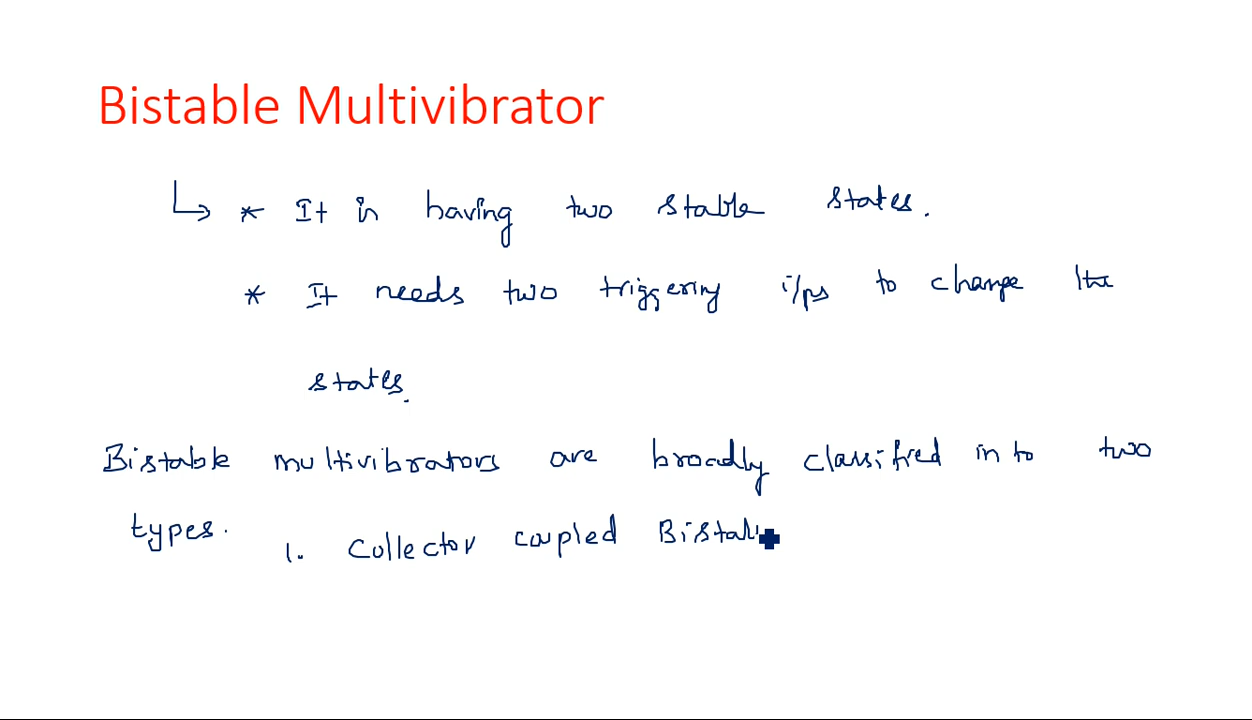 Bistable Multivibrator
↳ * It is having two stable states.
* It needs two triggering i/ps to change the
states.
Bistable multivibrators are broadly classified in to two
types.
1. Collector coupled Bistab